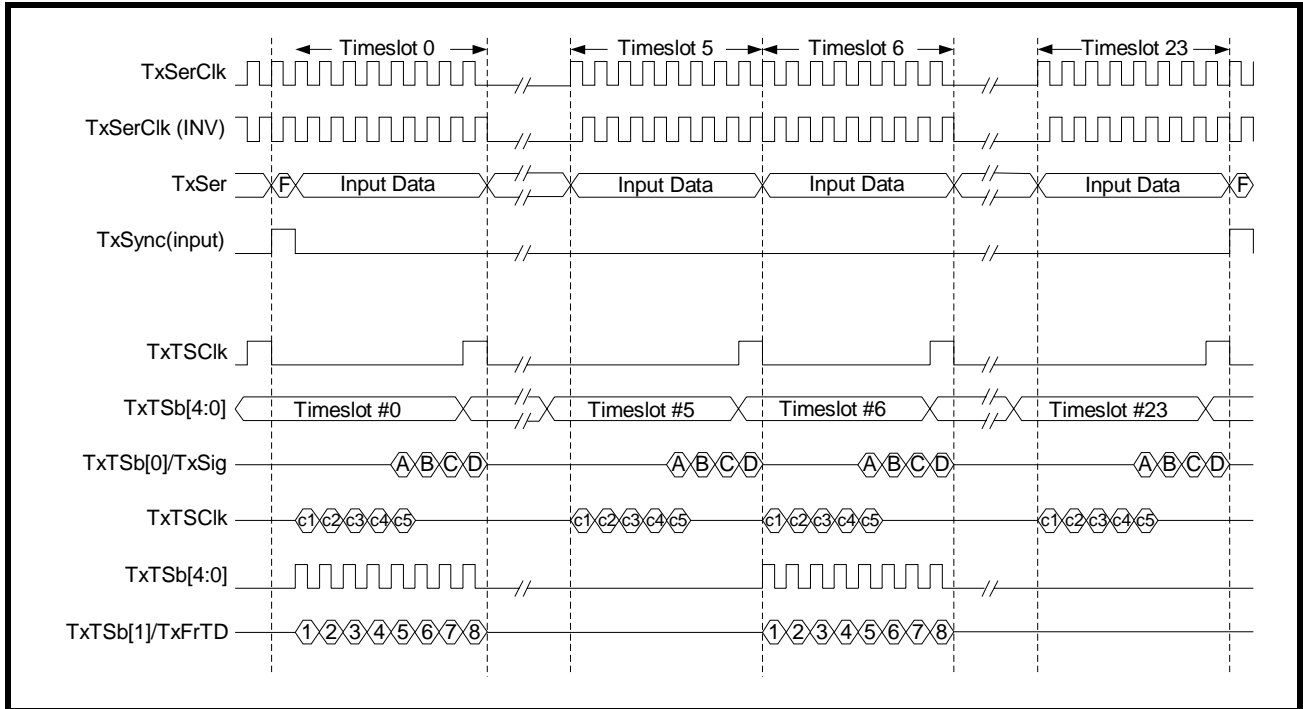 Timeslot 0 Timeslot 5 Timeslot 6 Timeslot 23
TxSerClk
TxSerClk (INV)
TxSer F Input Data Input Data Input Data Input Data F
TxSync(input)
TxTSClk
TxTSb[4:0] Timeslot #0 Timeslot #5 Timeslot #6 Timeslot #23
TxTSb[0]/TxSig A B C D A B C D A B C D A B C D
TxTSClk c1 c2 c3 c4 c5 c1 c2 c3 c4 c5 c1 c2 c3 c4 c5 c1 c2 c3 c4 c5
TxTSb[4:0]
TxTSb[1]/TxFrTD 1 2 3 4 5 6 7 8 1 2 3 4 5 6 7 8